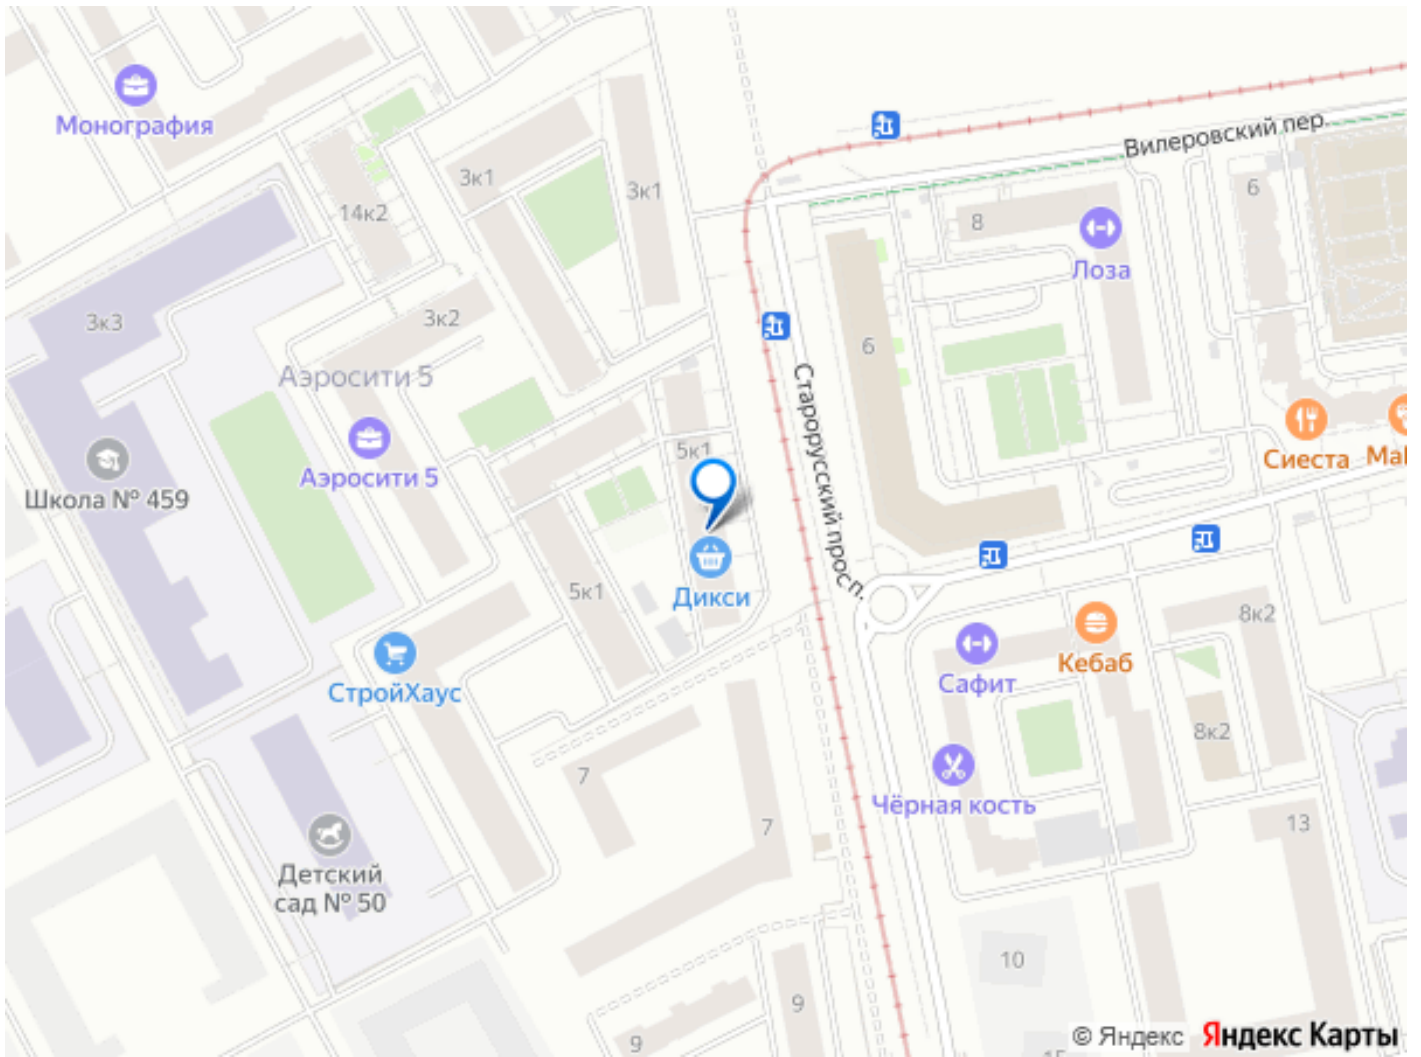 Монография
Вилеровский пер.
3к1
3к1
6
14к2
8
Лоза
3к3
3к2
6
Аэросити 5
Старорусский просп.
5к1
Сиеста
Аэросити 5
Школа № 459
5к1
Дикси
8к2
Кебаб
СтройХаус
Сафит
8к2
7
Чёрная кость
7
13
Детский
сад № 50
10
9
9
© Яндекс Яндекс Карты